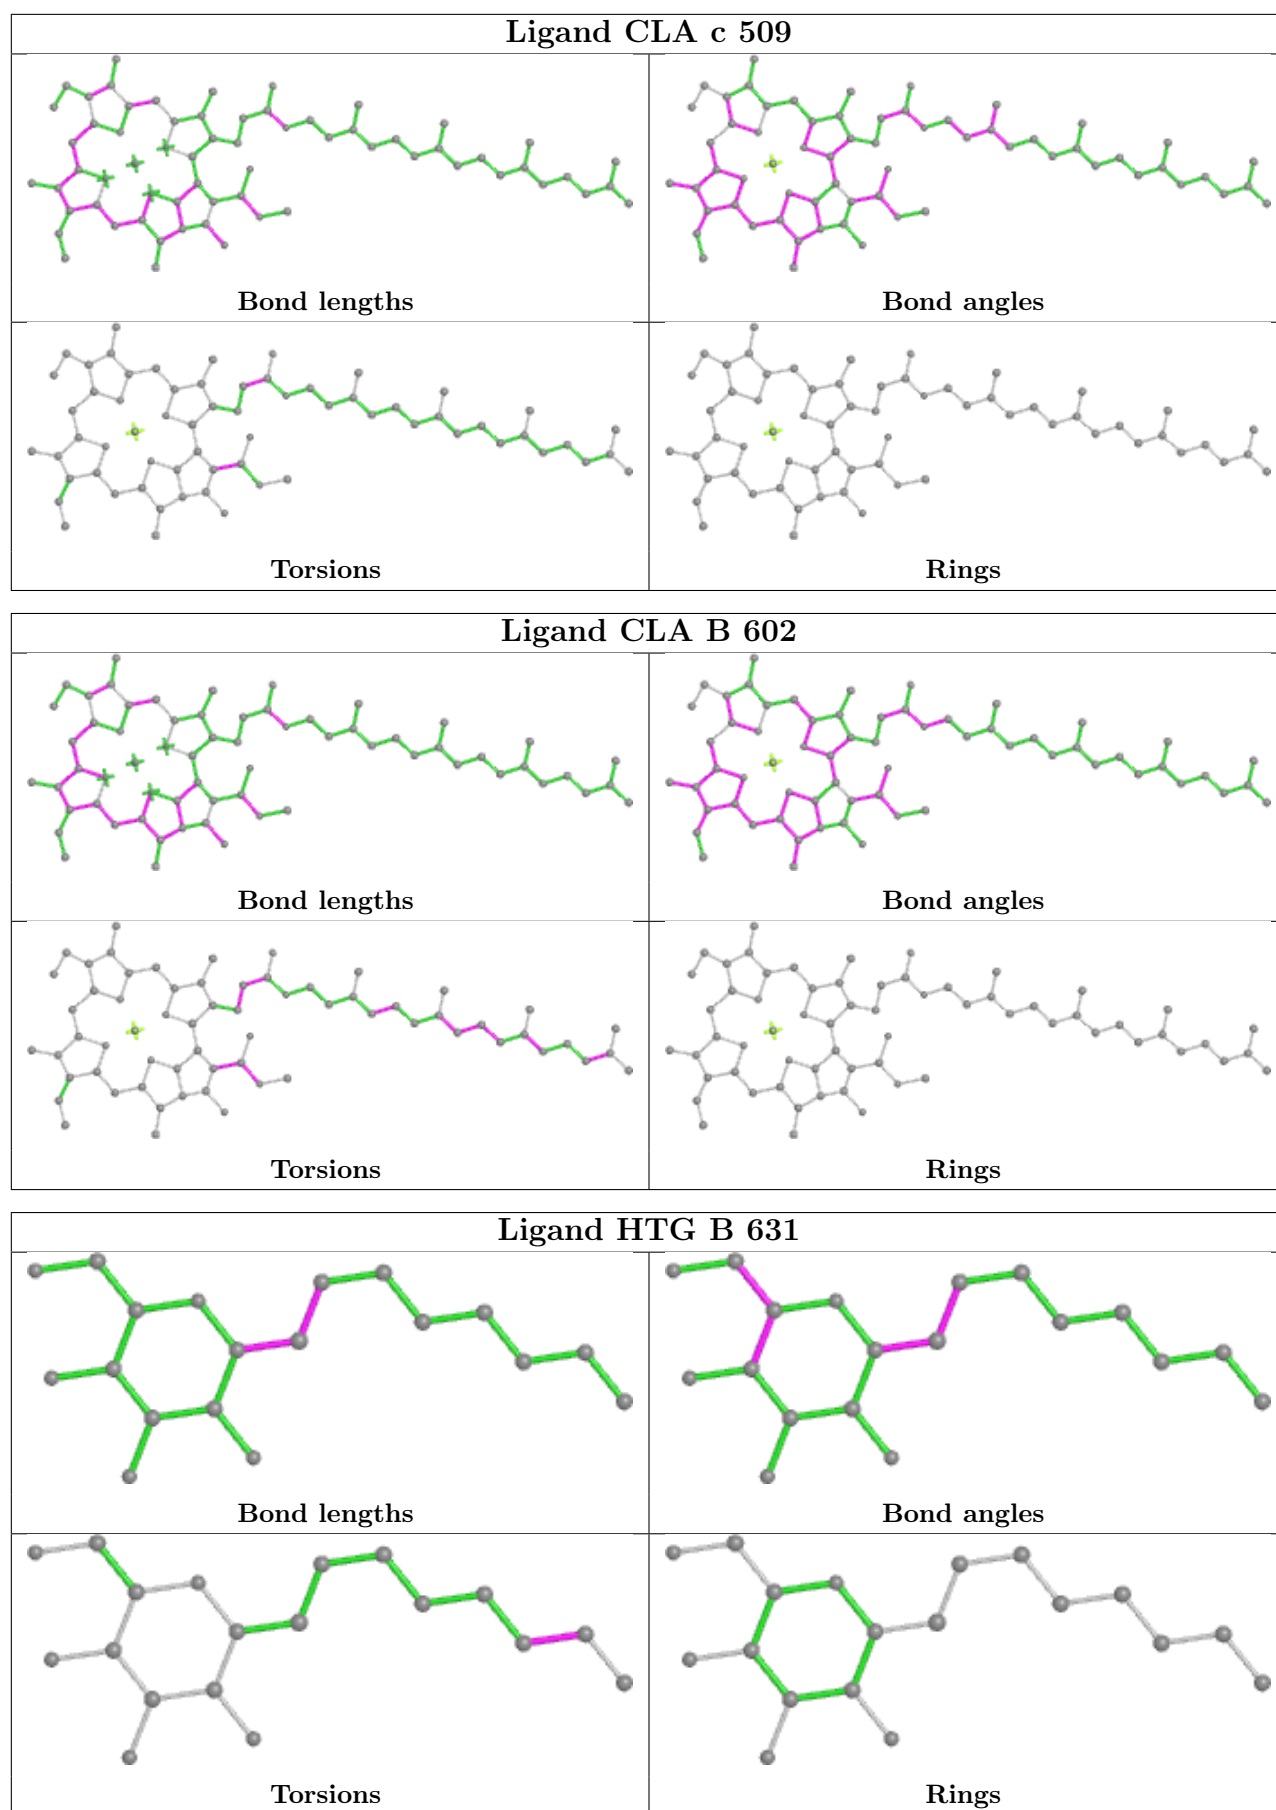 Ligand CLA c 509
Bond lengths
Bond angles
Torsions
Rings
Ligand CLA B 602
Bond lengths
Bond angles
Torsions
Rings
Ligand HTG B 631
Bond lengths
Bond angles
Torsions
Rings